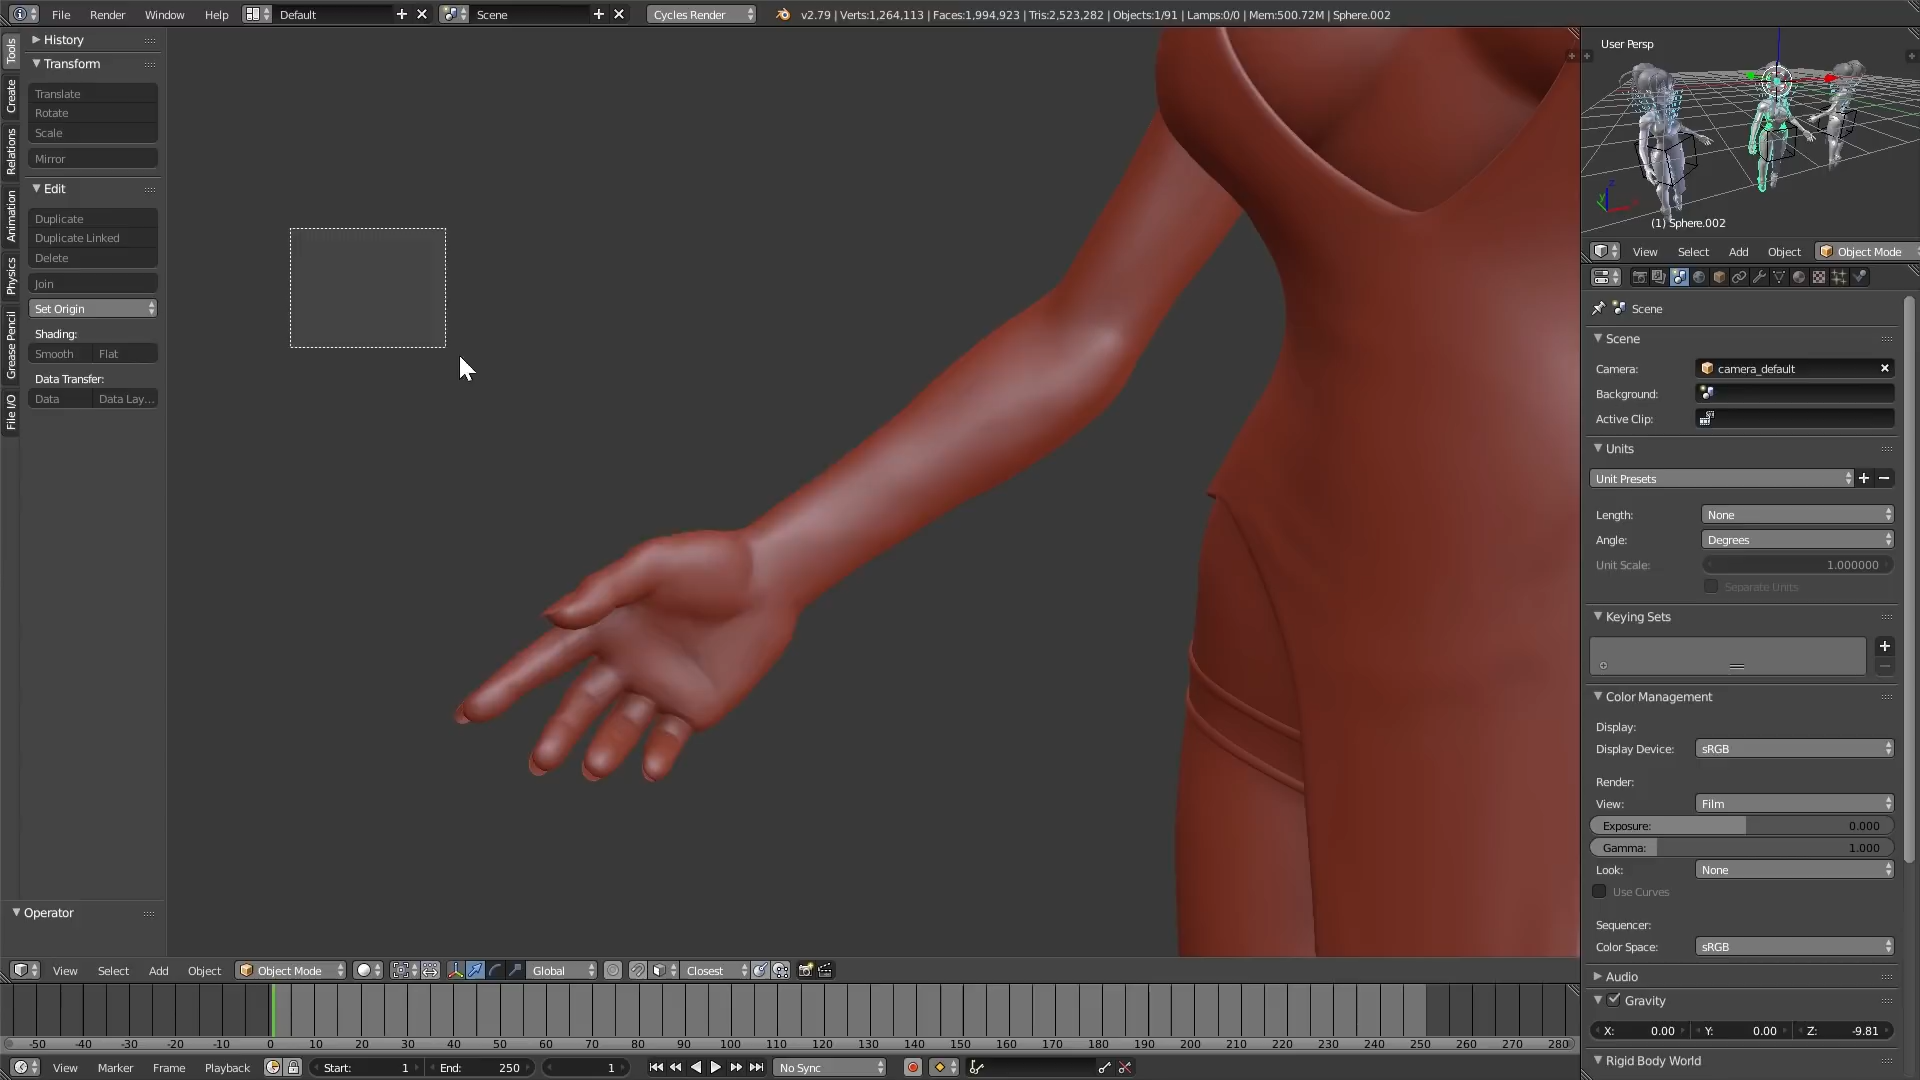 File Render Window Help Default Scene Cycles Render v2.79 | Verts:1,264,113 | Faces:1,994,923 | Tris:2,523,282 | Objects:1/91 | Lamps:0/0 | Mem:500.72M | Sphere.002
Tools
Create
Relations
Animation
Physics
Grease Pencil
File I/O
History
Transform
Translate
Rotate
Scale
Mirror
Edit
Duplicate
Duplicate Linked
Delete
Join
Set Origin
Shading:
Smooth Flat
Data Transfer:
Data Data Lay...
Operator
User Persp
(1) Sphere.002
View Select Add Object Object Mode
Scene
Scene
Camera: camera_default
Background:
Active Clip:
Units
Unit Presets
Length: None
Angle: Degrees
Unit Scale: 1.000000
Separate Units
Keying Sets
Color Management
Display:
Display Device: sRGB
Render:
View: Film
Exposure: 0.000
Gamma: 1.000
Look: None
Use Curves
Sequencer:
Color Space: sRGB
Audio
Gravity
X: 0.00 Y: 0.00 Z: -9.81
Rigid Body World
View Select Add Object Object Mode Global Closest
-50 -40 -30 -20 -10 0 10 20 30 40 50 60 70 80 90 100 110 120 130 140 150 160 170 180 190 200 210 220 230 240 250 260 270 280
View Marker Frame Playback Start: 1 End: 250 1 No Sync